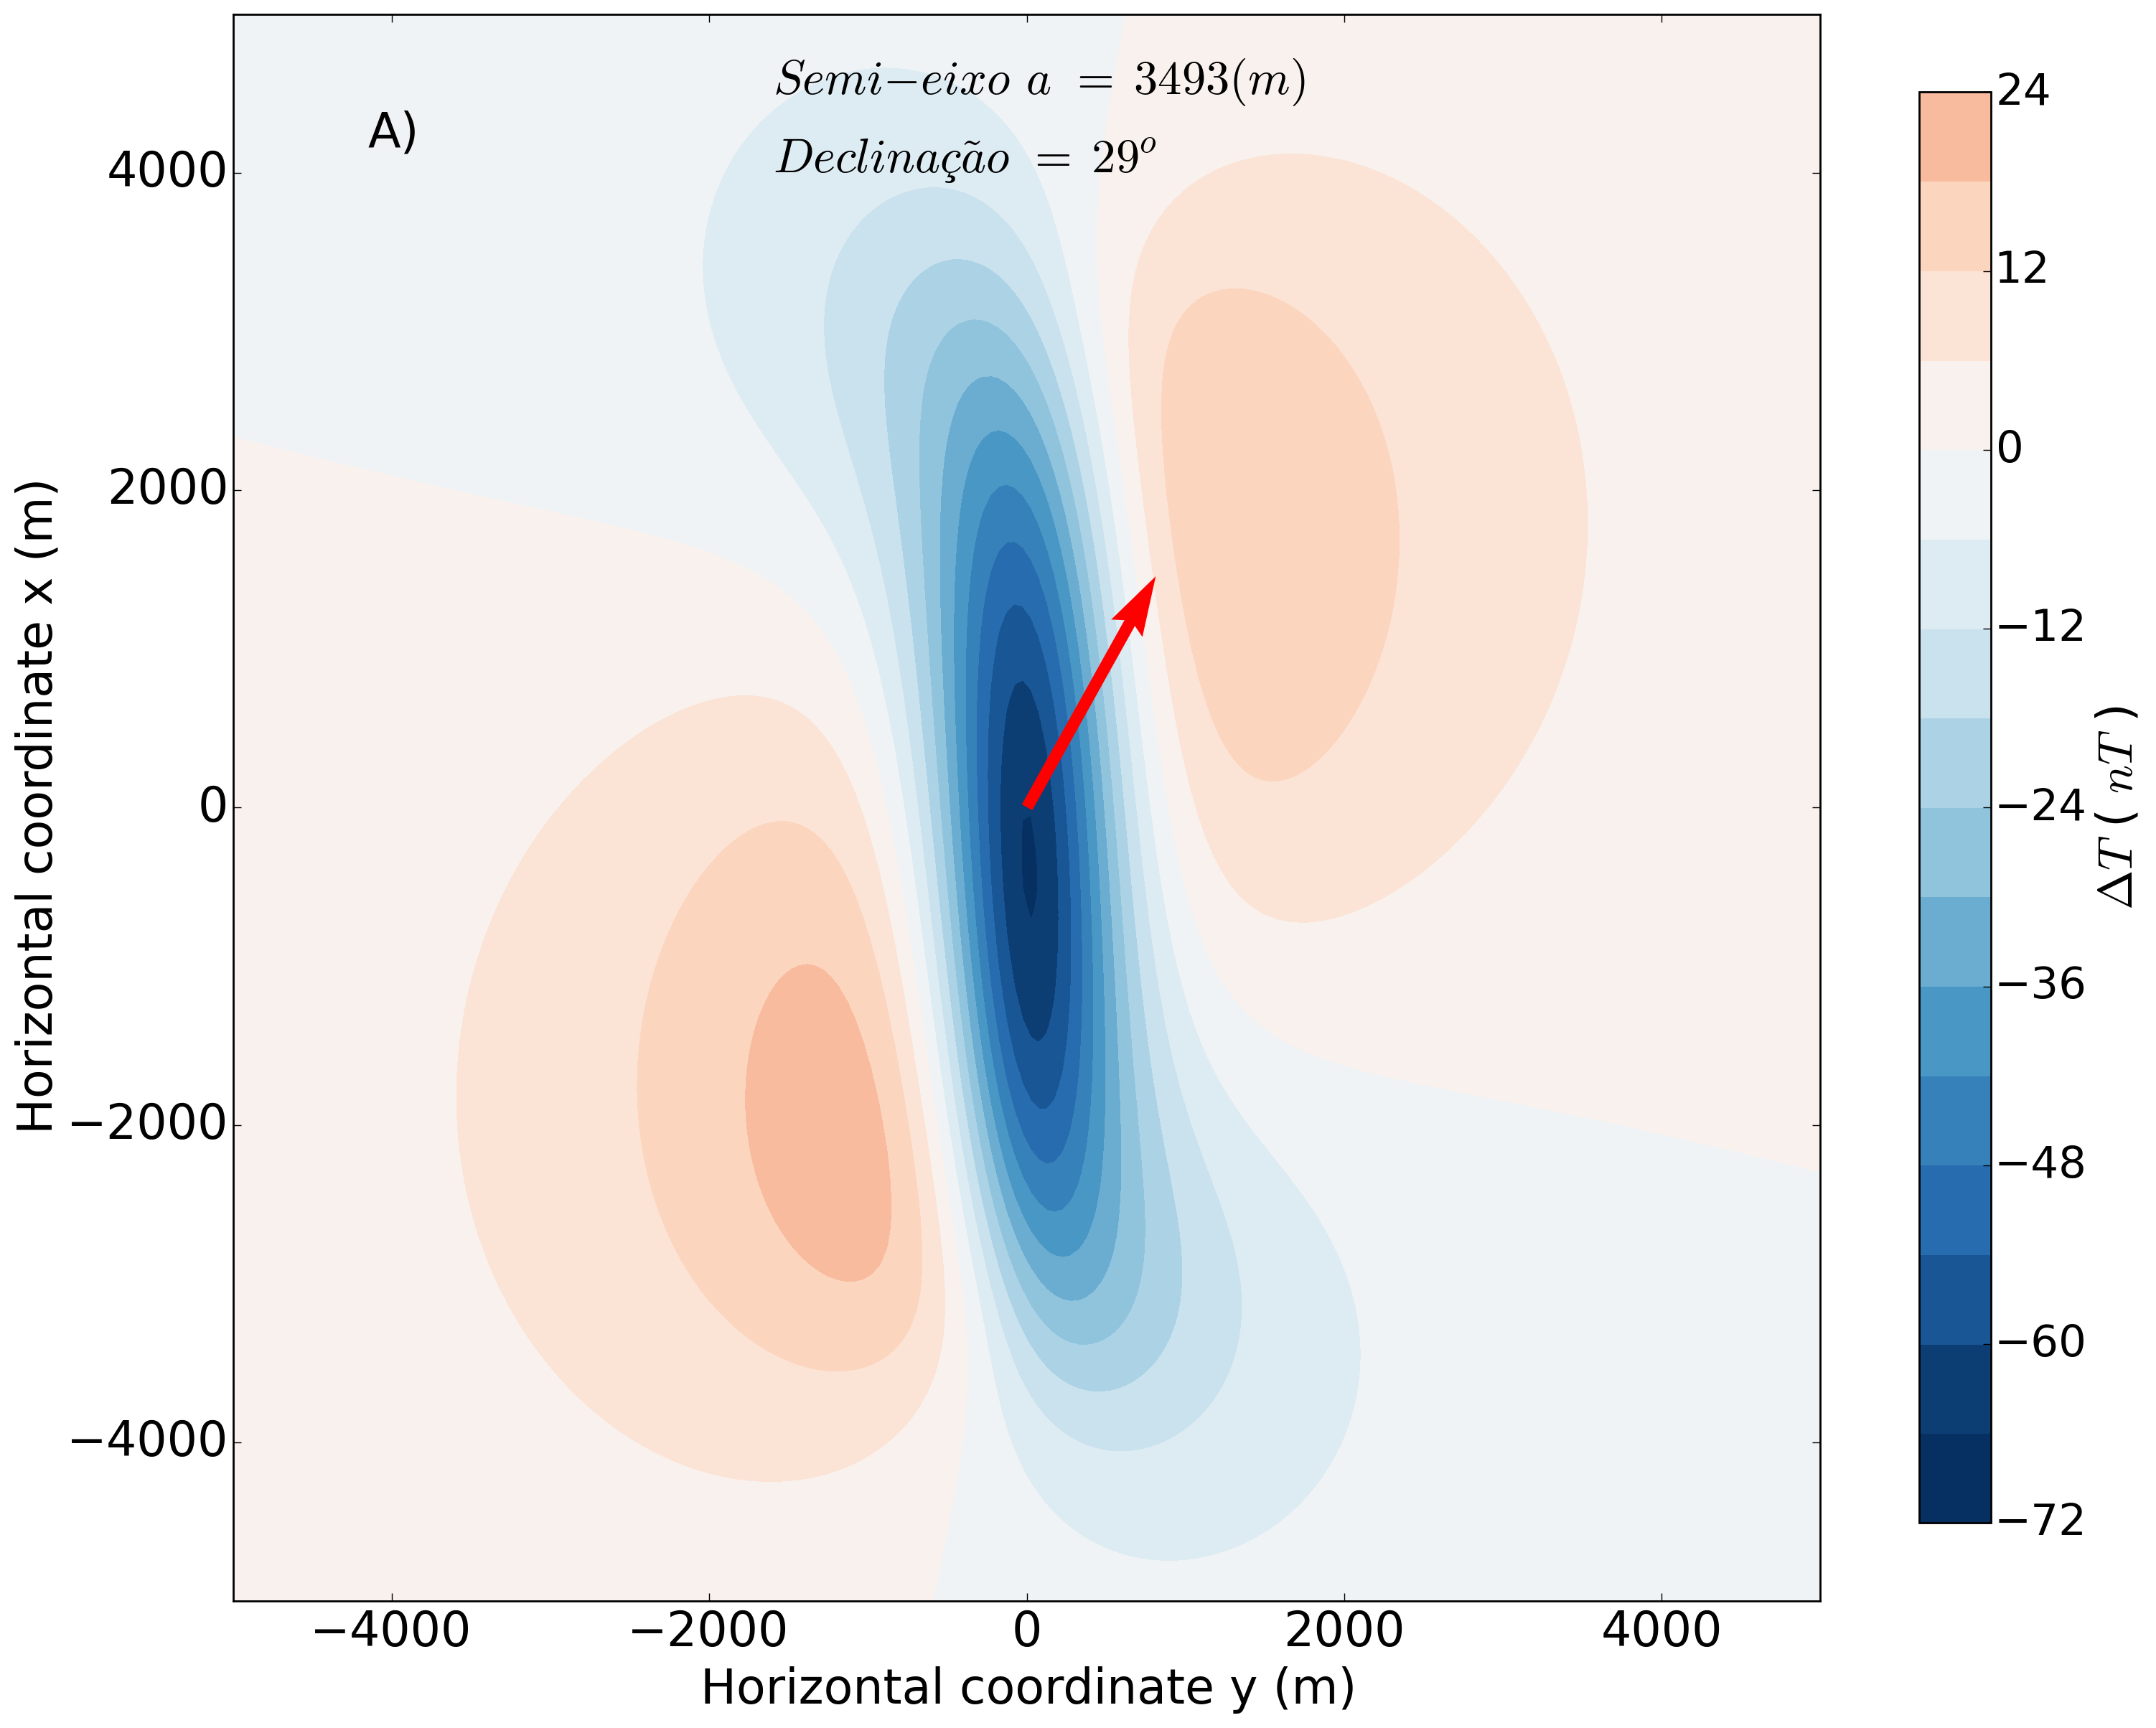 Semi−eixo a = 3493(m)
A)
Declinação = 29°
4000
2000
0
−2000
−4000
Horizontal coordinate x (m)
−4000 −2000 0 2000 4000
Horizontal coordinate y (m)
24
12
0
−12
−24
−36
−48
−60
−72
ΔT ( nT )